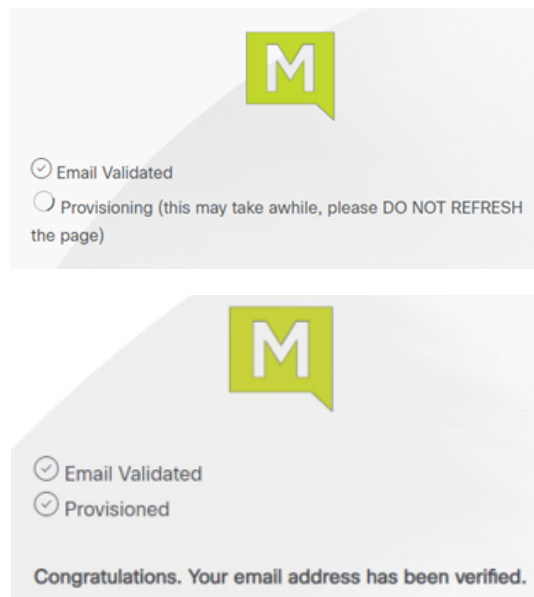 M
Email Validated
Provisioning (this may take awhile, please DO NOT REFRESH
the page)
M
Email Validated
Provisioned
Congratulations. Your email address has been verified.